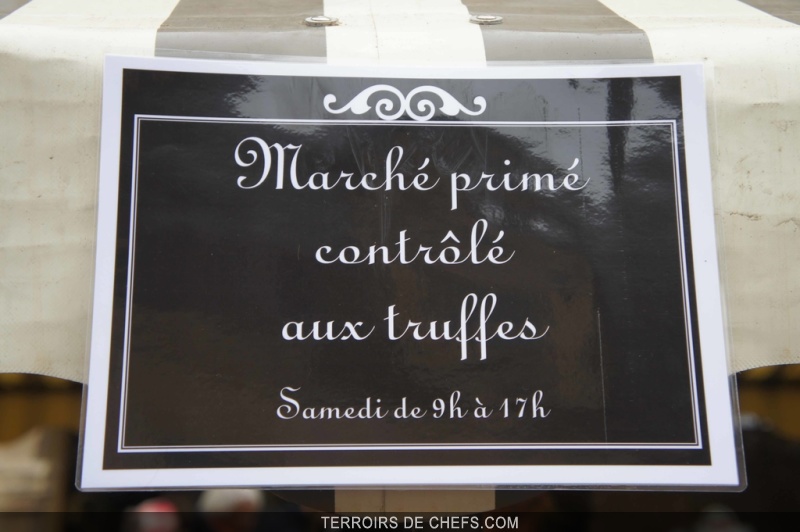 Marché primé
contrôlé
aux truffes
Samedi de 9h à 17h
TERROIRS DE CHEFS.COM